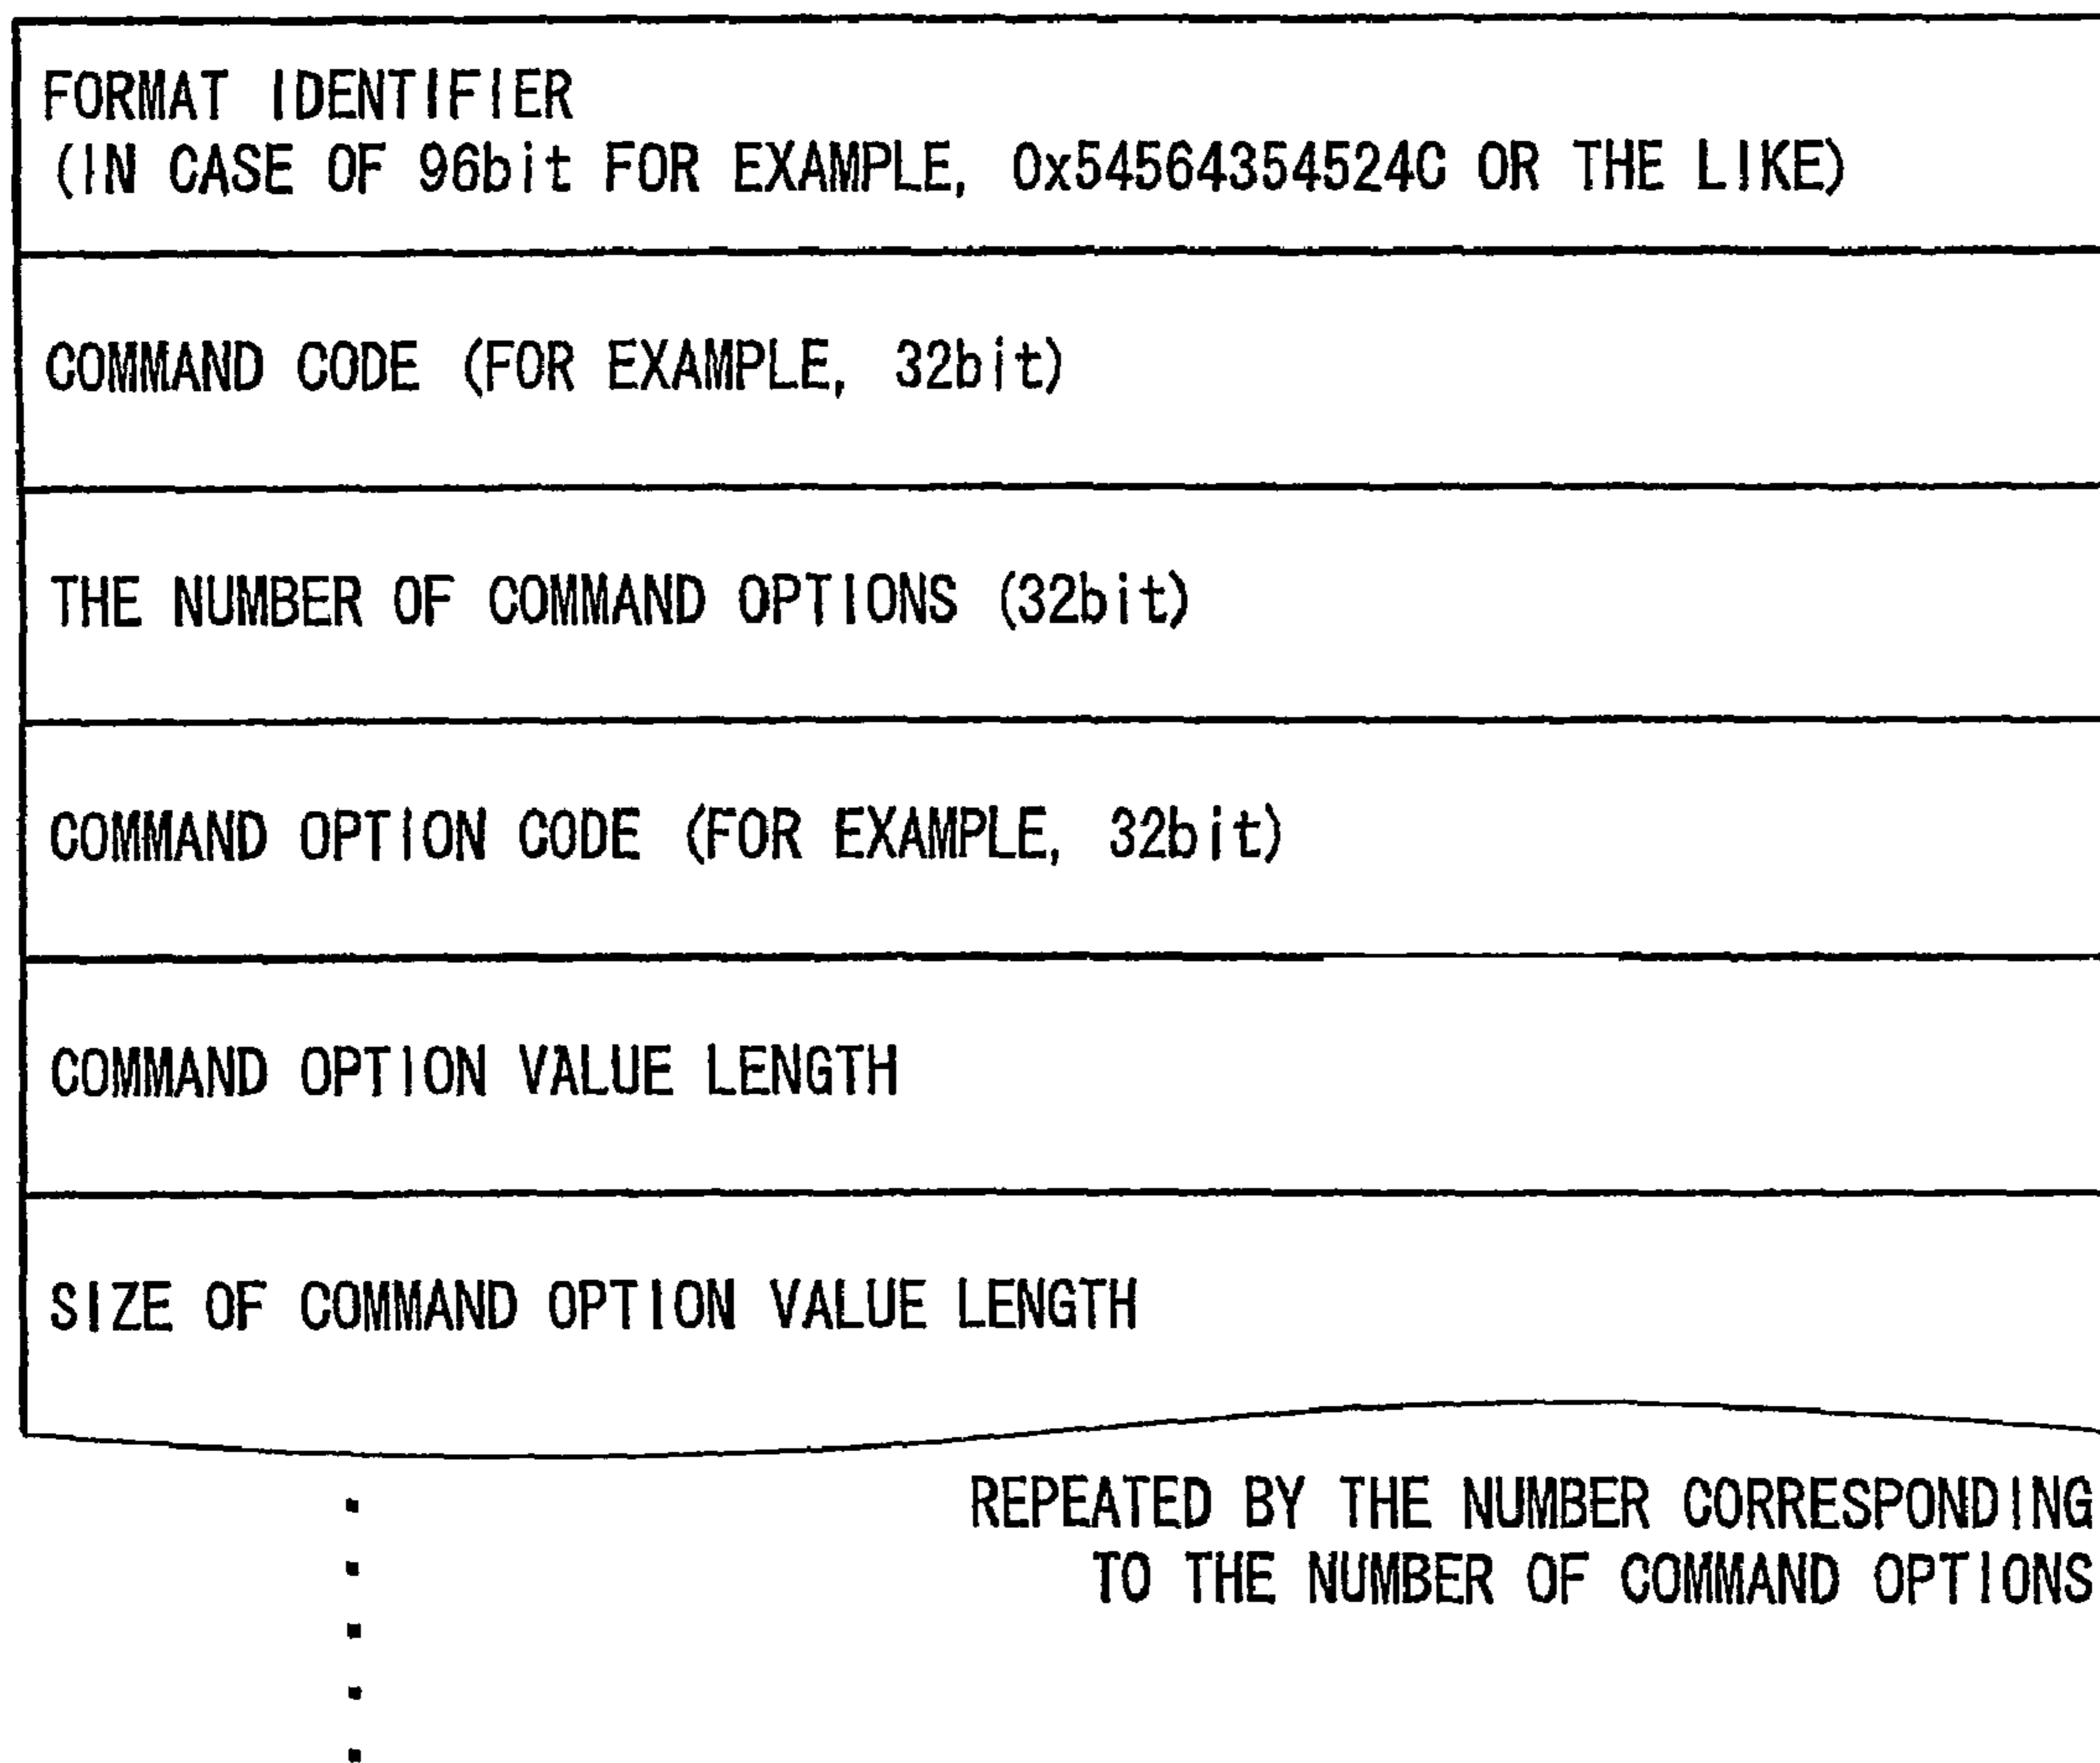 FORMAT IDENTIFIER
(IN CASE OF 96bit FOR EXAMPLE, 0x54564354524C OR THE LIKE)
COMMAND CODE (FOR EXAMPLE, 32bit)
THE NUMBER OF COMMAND OPTIONS (32bit)
COMMAND OPTION CODE (FOR EXAMPLE, 32bit)
COMMAND OPTION VALUE LENGTH
SIZE OF COMMAND OPTION VALUE LENGTH
REPEATED BY THE NUMBER CORRESPONDING
TO THE NUMBER OF COMMAND OPTIONS